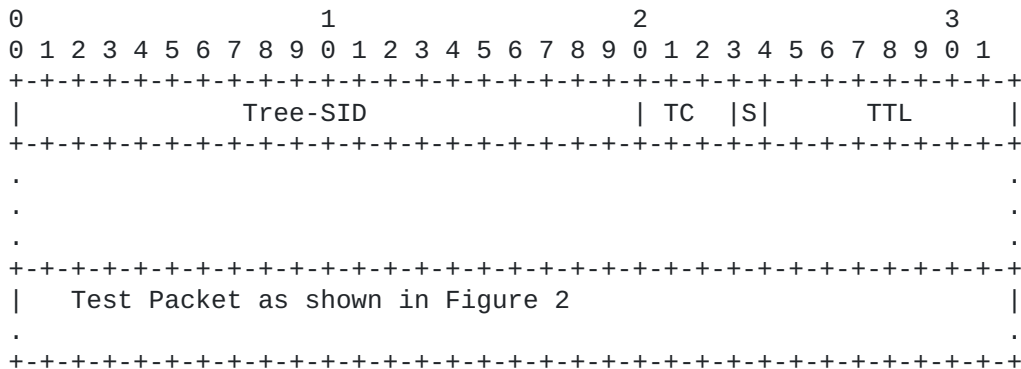 0                   1                   2                   3
0 1 2 3 4 5 6 7 8 9 0 1 2 3 4 5 6 7 8 9 0 1 2 3 4 5 6 7 8 9 0 1
+-+-+-+-+-+-+-+-+-+-+-+-+-+-+-+-+-+-+-+-+-+-+-+-+-+-+-+-+-+-+-+-+
|              Tree-SID                 | TC  |S|      TTL      |
+-+-+-+-+-+-+-+-+-+-+-+-+-+-+-+-+-+-+-+-+-+-+-+-+-+-+-+-+-+-+-+-+
.                                                               .
.                                                               .
.                                                               .
+-+-+-+-+-+-+-+-+-+-+-+-+-+-+-+-+-+-+-+-+-+-+-+-+-+-+-+-+-+-+-+-+
|   Test Packet as shown in Figure 2                            |
.                                                               .
+-+-+-+-+-+-+-+-+-+-+-+-+-+-+-+-+-+-+-+-+-+-+-+-+-+-+-+-+-+-+-+-+